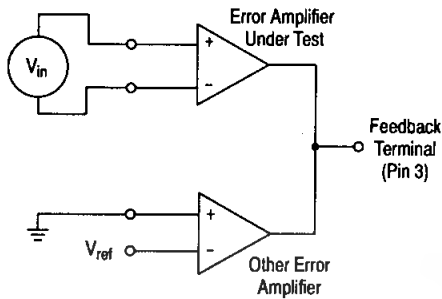 Error Amplifier
Under Test
+
Vin
-
Feedback
Terminal
(Pin 3)
+
Vref
-
Other Error
Amplifier